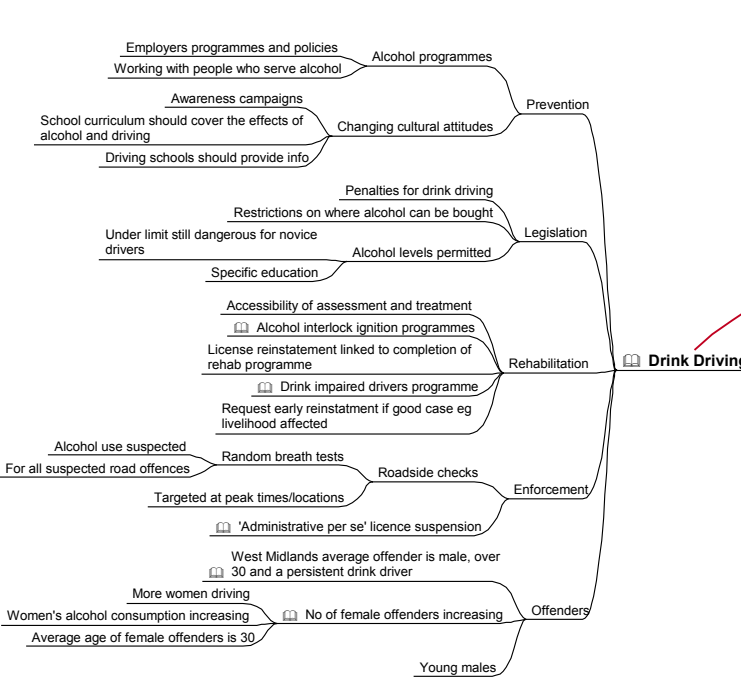 Employers programmes and policies
Alcohol programmes
Working with people who serve alcohol
Prevention
Awareness campaigns
School curriculum should cover the effects of
alcohol and driving
Changing cultural attitudes
Driving schools should provide info
Penalties for drink driving
Restrictions on where alcohol can be bought
Legislation
Under limit still dangerous for novice
drivers
Alcohol levels permitted
Specific education
Accessibility of assessment and treatment
Alcohol interlock ignition programmes
License reinstatement linked to completion of
rehab programme
Rehabilitation
Drink Driving
Drink impaired drivers programme
Request early reinstatment if good case eg
livelihood affected
Alcohol use suspected
Random breath tests
For all suspected road offences
Roadside checks
Targeted at peak times/locations
Enforcement
'Administrative per se' licence suspension
West Midlands average offender is male, over
30 and a persistent drink driver
More women driving
Women's alcohol consumption increasing
No of female offenders increasing
Offenders
Average age of female offenders is 30
Young males